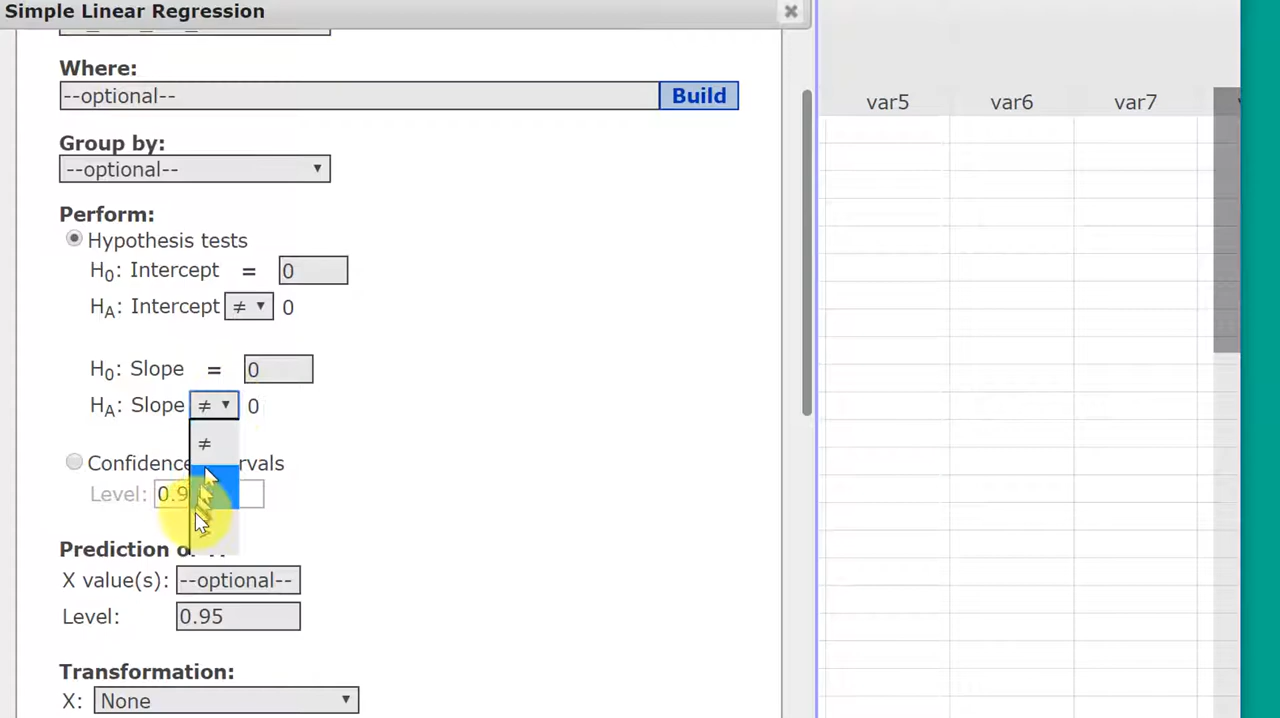 Simple Linear Regression
Where:
--optional-- Build
var5 var6 var7
Group by:
--optional--
Perform:
Hypothesis tests
H0: Intercept = 0
HA: Intercept ≠ 0
H0: Slope = 0
HA: Slope ≠ 0
≠
Confidence rvals
Level: 0.9
Prediction o
X value(s): --optional--
Level: 0.95
Transformation:
X: None